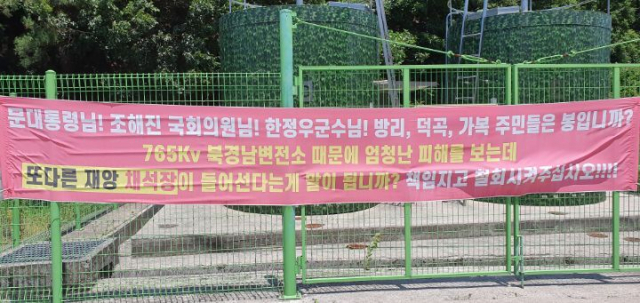 문대통령님! 조해진 국회의원님! 한정우군수님! 방리, 덕곡, 가복 주민들은 봉입니까?
765Kv 북경남변전소 때문에 엄청난 피해를 보는데
또다른 재앙 채석장이 들어선다는게 말이 됩니까? 책임지고 철회시켜주십시오!!!!